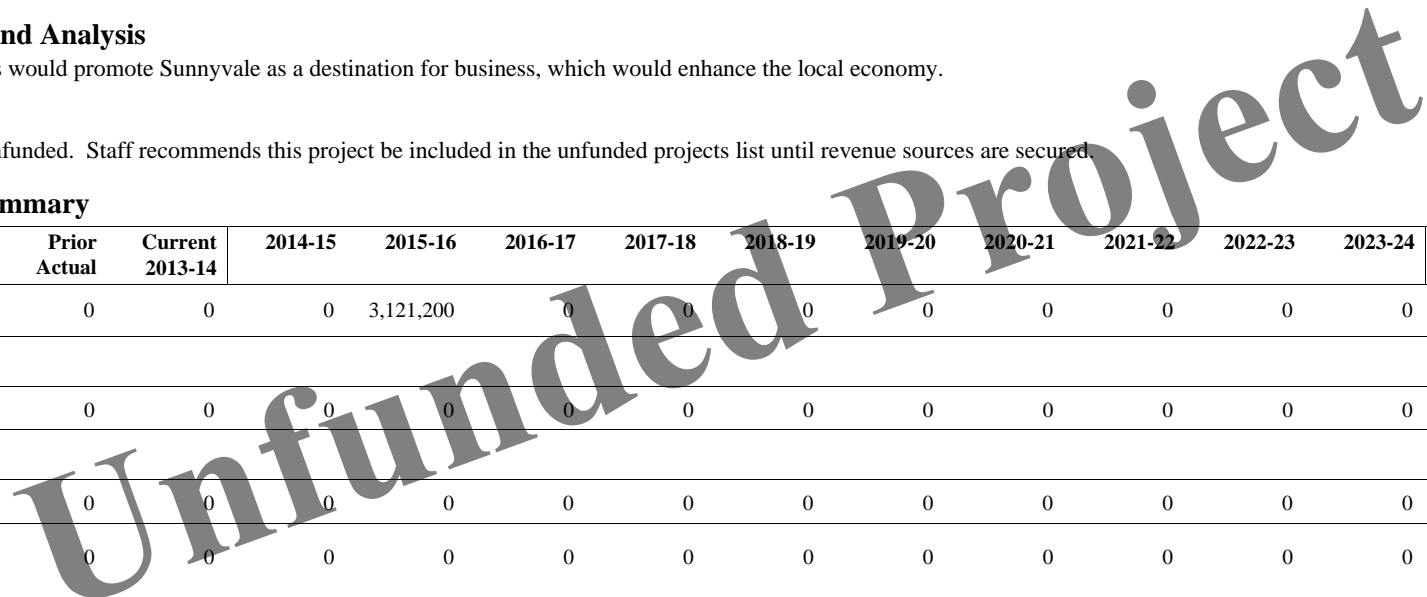 nd Analysis
s would promote Sunnyvale as a destination for business, which would enhance the local economy.
nfunded.  Staff recommends this project be included in the unfunded projects list until revenue sources are secured.
mmary
Prior Actual Current 2013-14 2014-15 2015-16 2016-17 2017-18 2018-19 2019-20 2020-21 2021-22 2022-23 2023-24
0 0 0 3,121,200 0 0 0 0 0 0 0 0
0 0 0 0 0 0 0 0 0 0 0 0
0 0 0 0 0 0 0 0 0 0 0 0
0 0 0 0 0 0 0 0 0 0 0 0
Unfunded Project